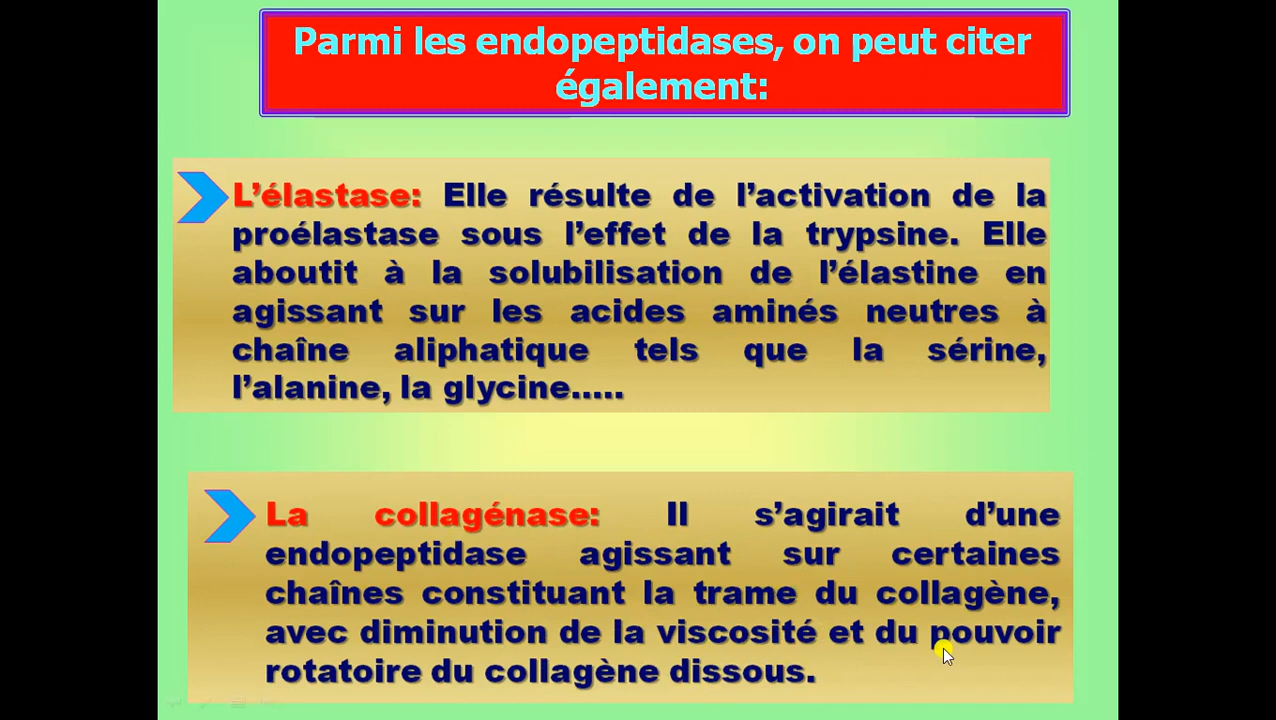 Parmi les endopeptidases, on peut citer
également:
L’élastase: Elle résulte de l’activation de la
proélastase sous l’effet de la trypsine. Elle
aboutit à la solubilisation de l’élastine en
agissant sur les acides aminés neutres à
chaîne aliphatique tels que la sérine,
l’alanine, la glycine.....
La collagénase: Il s’agirait d’une
endopeptidase agissant sur certaines
chaînes constituant la trame du collagène,
avec diminution de la viscosité et du pouvoir
rotatoire du collagène dissous.